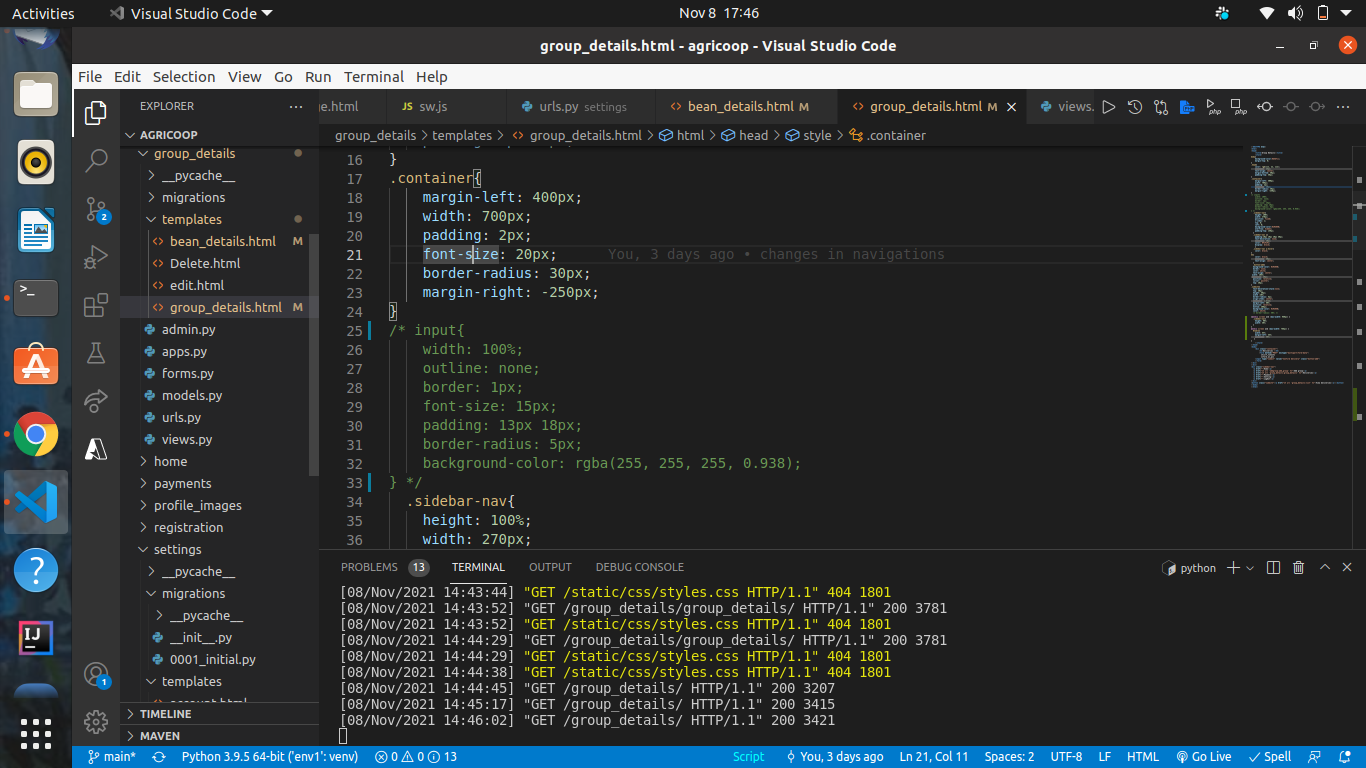 Activities
Visual Studio Code
Nov 8 17:46
group_details.html - agricoop - Visual Studio Code
File Edit Selection View Go Run Terminal Help
EXPLORER
ge.html
JS sw.js
urls.py settings
bean_details.html M
group_details.html M
views.
php
php
AGRICOOP
group_details > templates > group_details.html > html > head > style > .container
group_details
__pycache__
migrations
templates
bean_details.html M
Delete.html
edit.html
group_details.html M
admin.py
apps.py
forms.py
models.py
urls.py
views.py
home
payments
profile_images
registration
settings
__pycache__
migrations
__pycache__
__init__.py
0001_initial.py
templates
TIMELINE
MAVEN
2
1
>_
?
IJ
16 }
17 .container{
18 margin-left: 400px;
19 width: 700px;
20 padding: 2px;
21 font-size: 20px; You, 3 days ago • changes in navigations
22 border-radius: 30px;
23 margin-right: -250px;
24 }
25 /* input{
26 width: 100%;
27 outline: none;
28 border: 1px;
29 font-size: 15px;
30 padding: 13px 18px;
31 border-radius: 5px;
32 background-color: rgba(255, 255, 255, 0.938);
33 } */
34 .sidebar-nav{
35 height: 100%;
36 width: 270px;
PROBLEMS 13 TERMINAL OUTPUT DEBUG CONSOLE
python
[08/Nov/2021 14:43:44] "GET /static/css/styles.css HTTP/1.1" 404 1801
[08/Nov/2021 14:43:52] "GET /group_details/group_details/ HTTP/1.1" 200 3781
[08/Nov/2021 14:43:52] "GET /static/css/styles.css HTTP/1.1" 404 1801
[08/Nov/2021 14:44:29] "GET /group_details/group_details/ HTTP/1.1" 200 3781
[08/Nov/2021 14:44:29] "GET /static/css/styles.css HTTP/1.1" 404 1801
[08/Nov/2021 14:44:38] "GET /static/css/styles.css HTTP/1.1" 404 1801
[08/Nov/2021 14:44:45] "GET /group_details/ HTTP/1.1" 200 3207
[08/Nov/2021 14:45:17] "GET /group_details/ HTTP/1.1" 200 3415
[08/Nov/2021 14:46:02] "GET /group_details/ HTTP/1.1" 200 3421
main* Python 3.9.5 64-bit ('env1': venv) 0 0 13 Script You, 3 days ago Ln 21, Col 11 Spaces: 2 UTF-8 LF HTML Go Live Spell